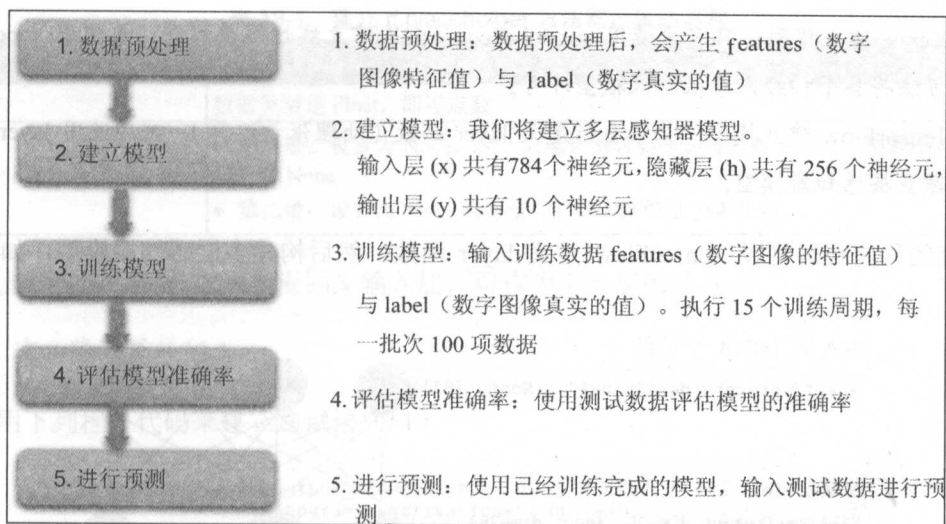 1. 数据预处理
2. 建立模型
3. 训练模型
4. 评估模型准确率
5. 进行预测
1. 数据预处理：数据预处理后，会产生 features（数字
图像特征值）与 label（数字真实的值）
2. 建立模型：我们将建立多层感知器模型。
输入层 (x) 共有784个神经元，隐藏层 (h) 共有 256 个神经元，
输出层 (y) 共有 10 个神经元
3. 训练模型：输入训练数据 features（数字图像的特征值）
与 label（数字图像真实的值）。执行 15 个训练周期，每
一批次 100 项数据
4. 评估模型准确率：使用测试数据评估模型的准确率
5. 进行预测：使用已经训练完成的模型，输入测试数据进行预
测